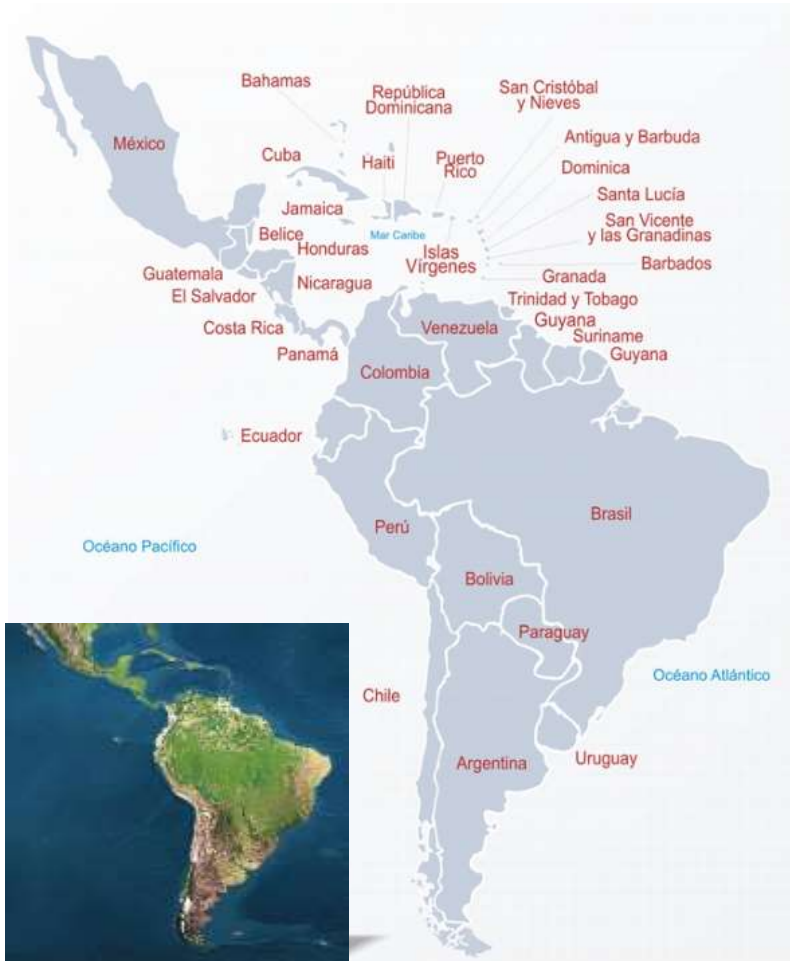 Bahamas
República
Dominicana
San Cristóbal
y Nieves
México
Antigua y Barbuda
Cuba
Haiti
Puerto
Rico
Dominica
Santa Lucía
Jamaica
San Vicente
y las Granadinas
Mar Caribe
Belice
Honduras
Islas
Vírgenes
Barbados
Guatemala
Nicaragua
Granada
El Salvador
Trinidad y Tobago
Costa Rica
Venezuela
Guyana
Suriname
Panamá
Guyana
Colombia
Ecuador
Perú
Brasil
Océano Pacífico
Bolivia
Paraguay
Océano Atlántico
Chile
Argentina
Uruguay